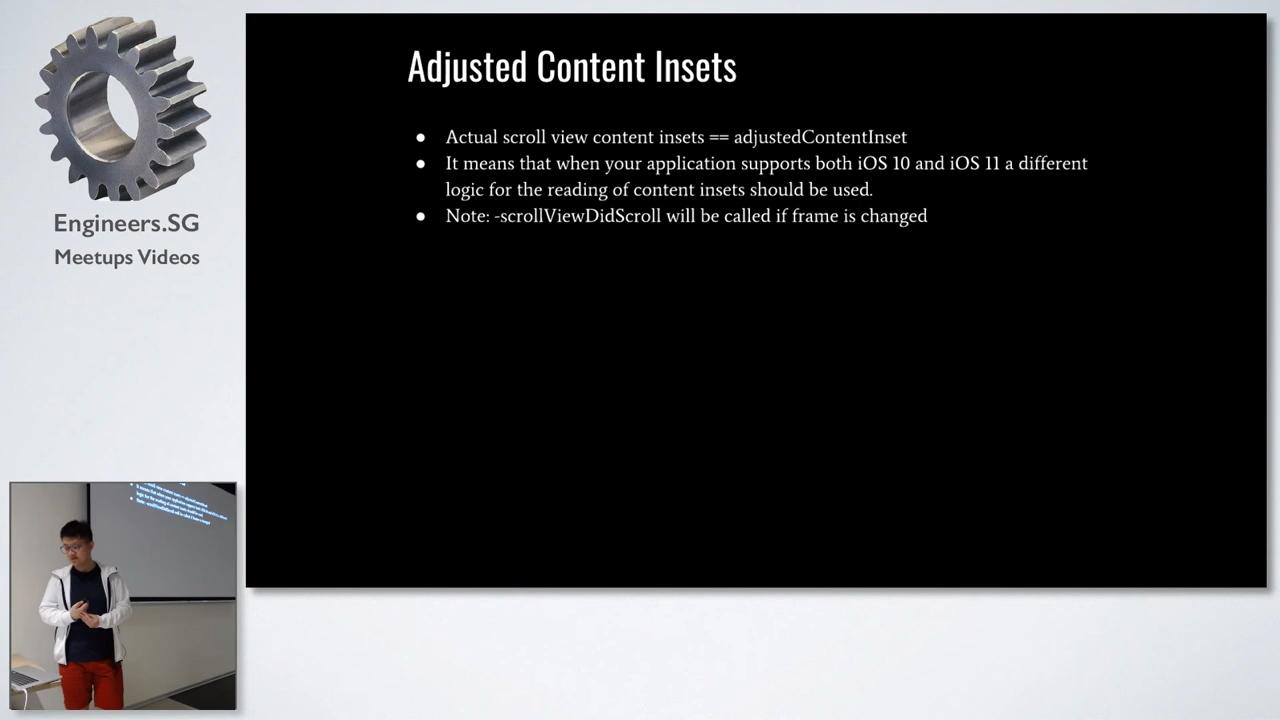 Adjusted Content Insets
● Actual scroll view content insets == adjustedContentInset
● It means that when your application supports both iOS 10 and iOS 11 a different
logic for the reading of content insets should be used.
● Note: -scrollViewDidScroll will be called if frame is changed
Engineers.SG
Meetups Videos